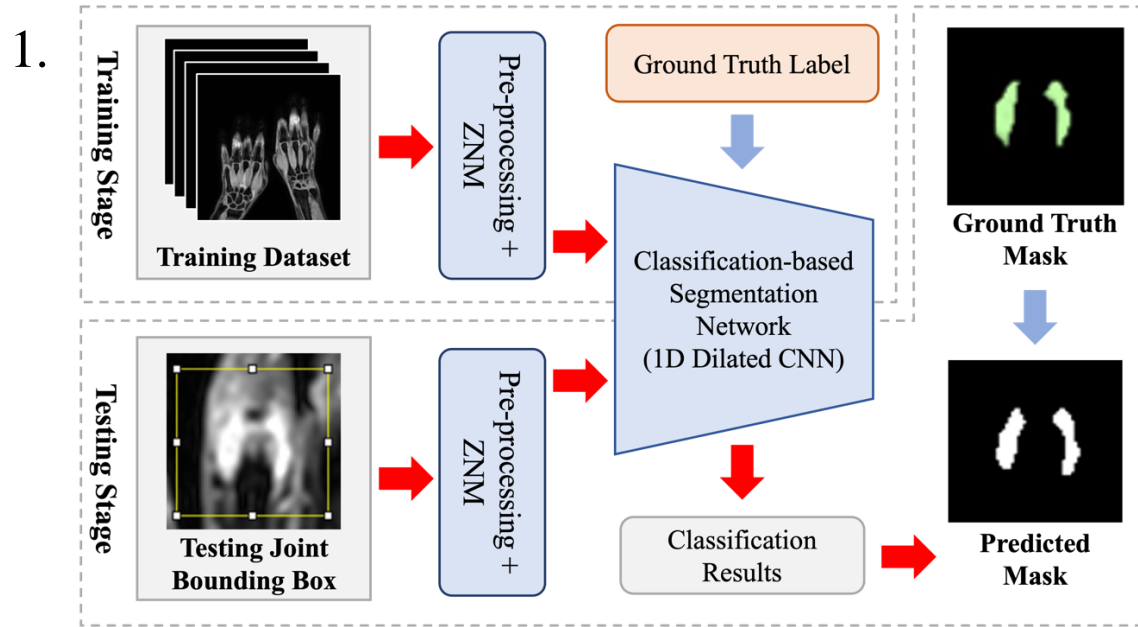 1.
Training Stage
Training Dataset
Pre-processing +
ZNM
Ground Truth Label
Classification-based
Segmentation
Network
(1D Dilated CNN)
Ground Truth
Mask
Testing Stage
Testing Joint
Bounding Box
Pre-processing +
ZNM
Classification
Results
Predicted
Mask